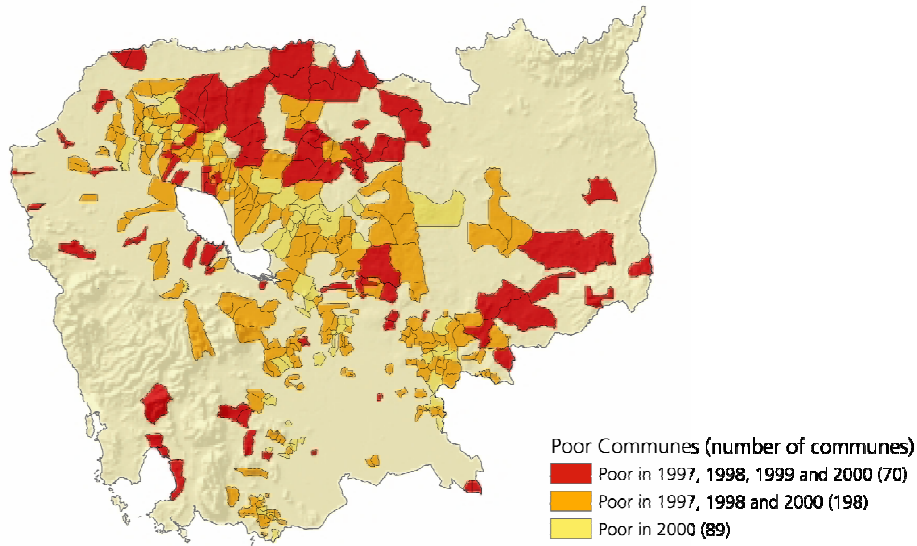 Poor Communes (number of communes)
Poor in 1997, 1998, 1999 and 2000 (70)
Poor in 1997, 1998 and 2000 (198)
Poor in 2000 (89)